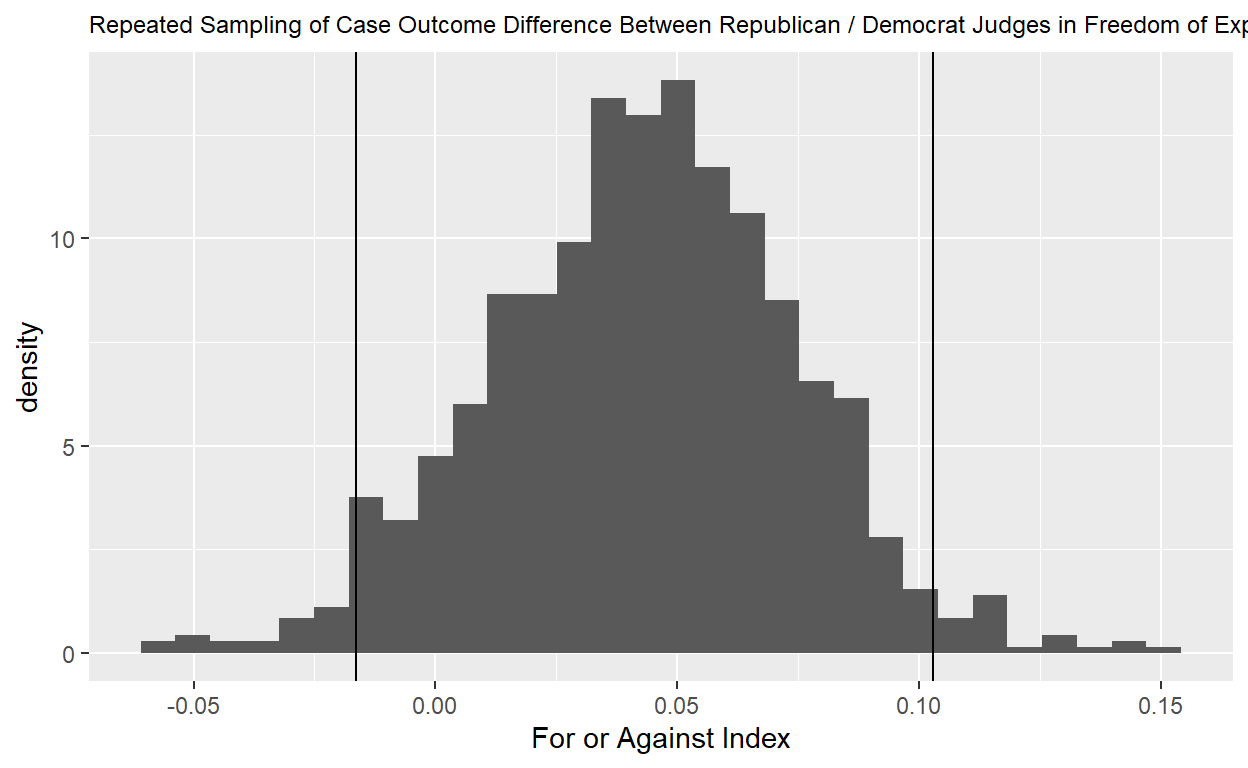 Repeated Sampling of Case Outcome Difference Between Republican / Democrat Judges in Freedom of
density
10
5
0
-0.05
0.00
0.05
0.10
0.15
For or Against Index